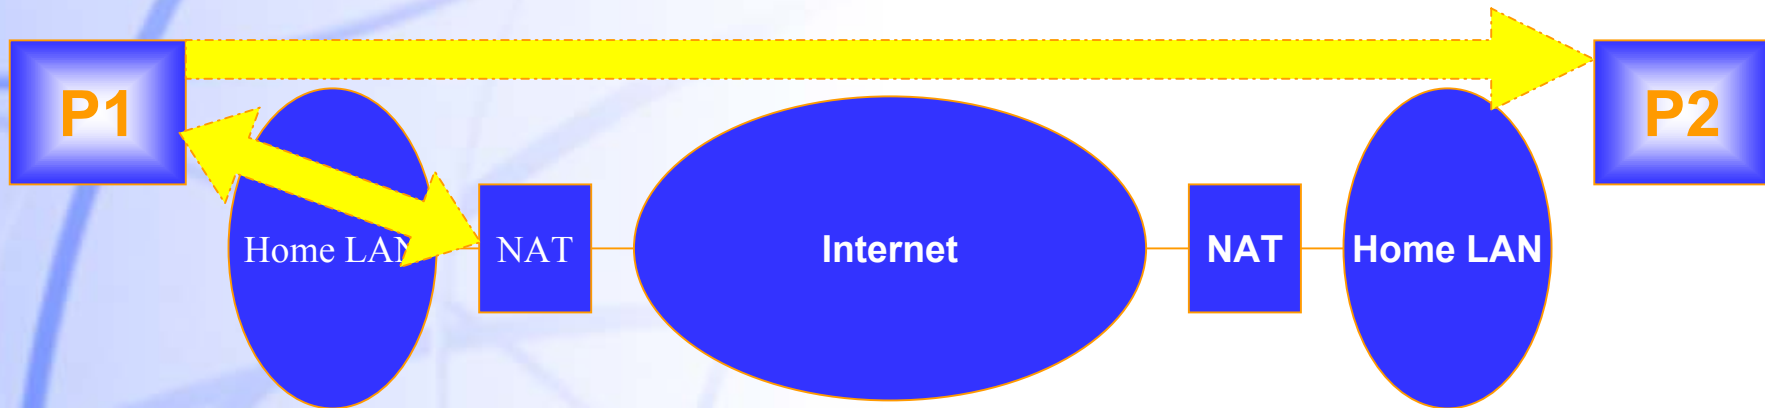 P1
P2
Home LAN
NAT
Internet
NAT
Home LAN